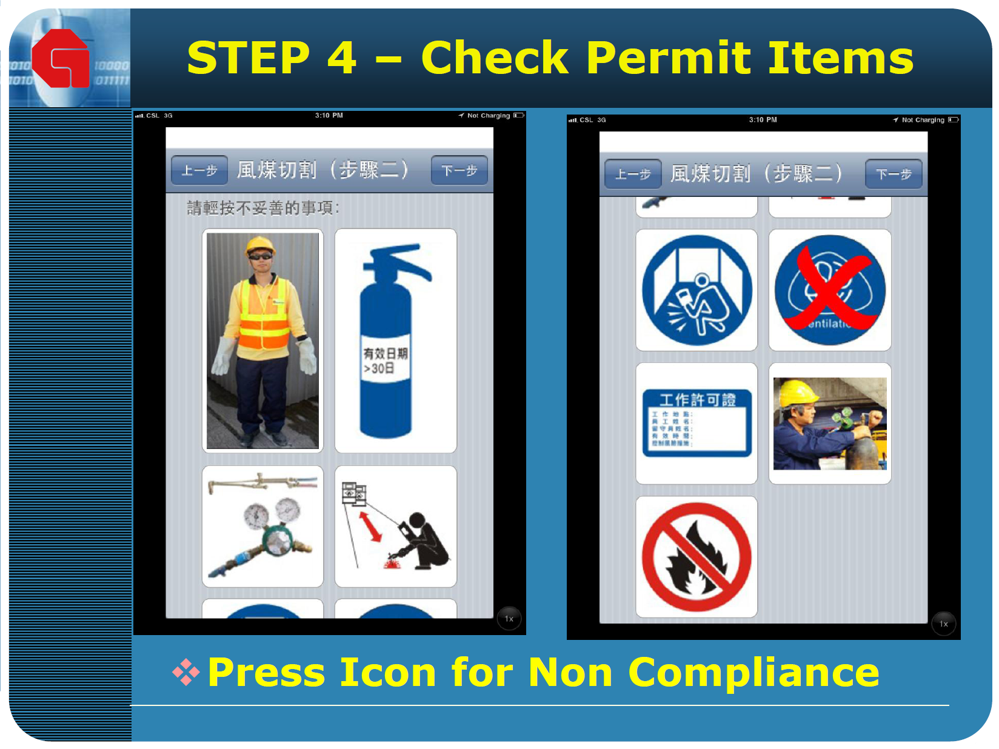 STEP 4 – Check Permit Items
CSL 3G
3:10 PM
Not Charging
上一步
風煤切割（步驟二）
下一步
請輕按不妥善的事項：
有效日期
>30日
1x
CSL 3G
3:10 PM
Not Charging
上一步
風煤切割（步驟二）
下一步
entilatio
工作許可證
工作地點：
員工姓名：
留守員姓名：
有效時間：
控制風險措施：
1x
Press Icon for Non Compliance